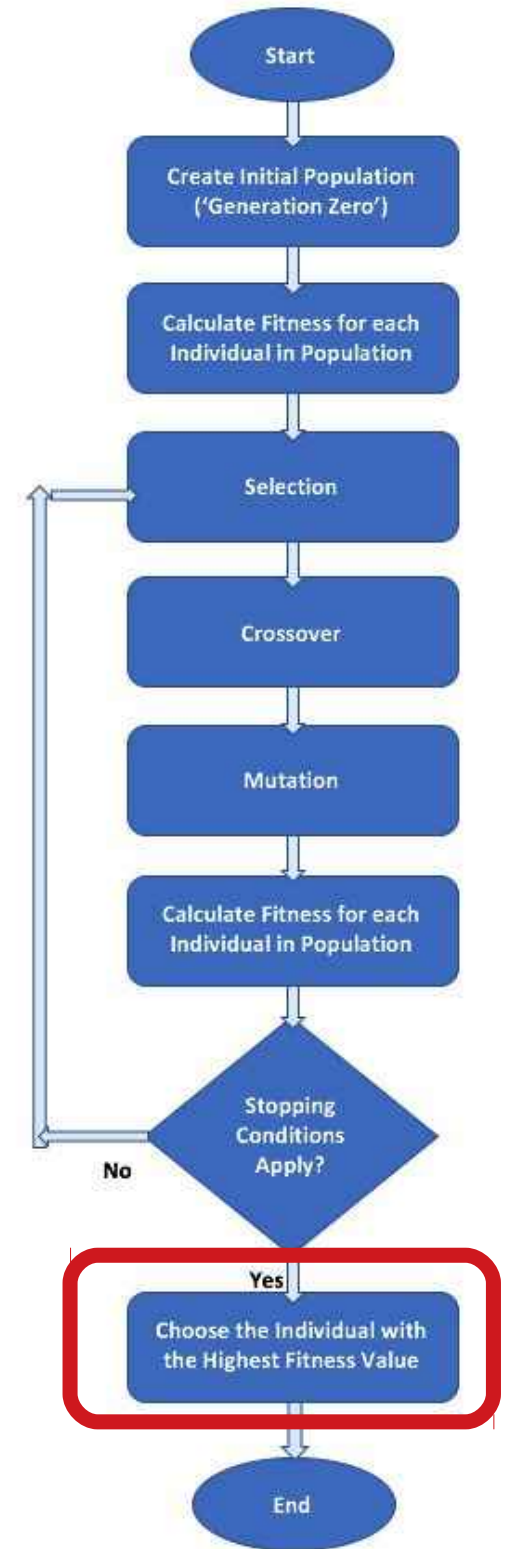 Start
Create Initial Population
(‘Generation Zero’)
Calculate Fitness for each
Individual in Population
Selection
Crossover
Mutation
Calculate Fitness for each
Individual in Population
Stopping
Conditions
Apply?
No
Yes
Choose the Individual with
the Highest Fitness Value
End